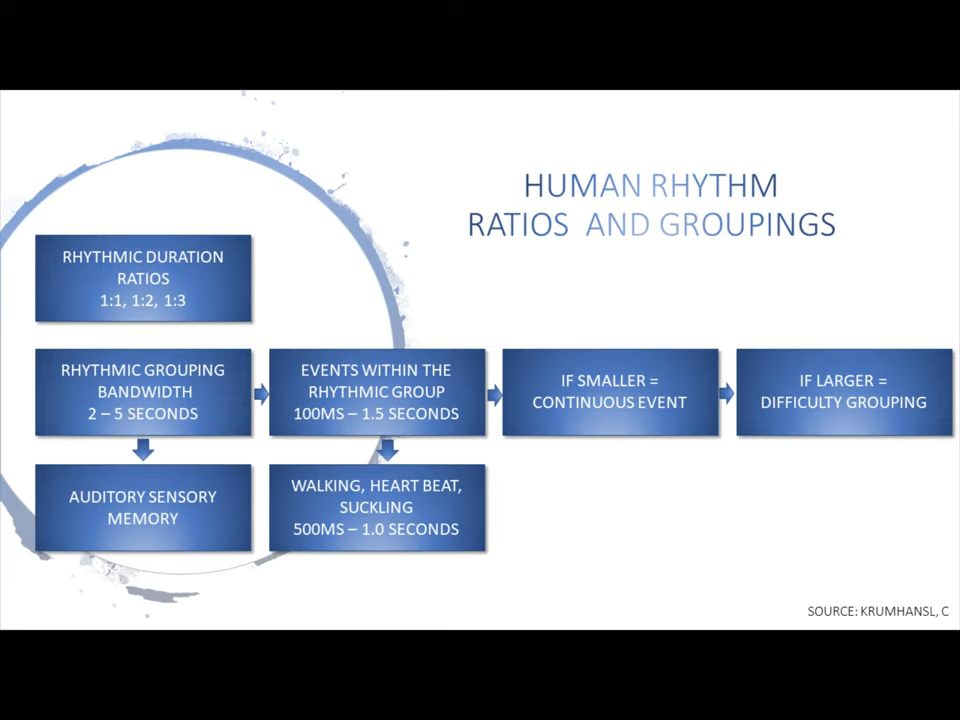 HUMAN RHYTHM
RATIOS AND GROUPINGS
RHYTHMIC DURATION
RATIOS
1:1, 1:2, 1:3
RHYTHMIC GROUPING
BANDWIDTH
2 – 5 SECONDS
EVENTS WITHIN THE
RHYTHMIC GROUP
100MS – 1.5 SECONDS
IF SMALLER =
CONTINUOUS EVENT
IF LARGER =
DIFFICULTY GROUPING
AUDITORY SENSORY
MEMORY
WALKING, HEART BEAT,
SUCKLING
500MS – 1.0 SECONDS
SOURCE: KRUMHANSL, C